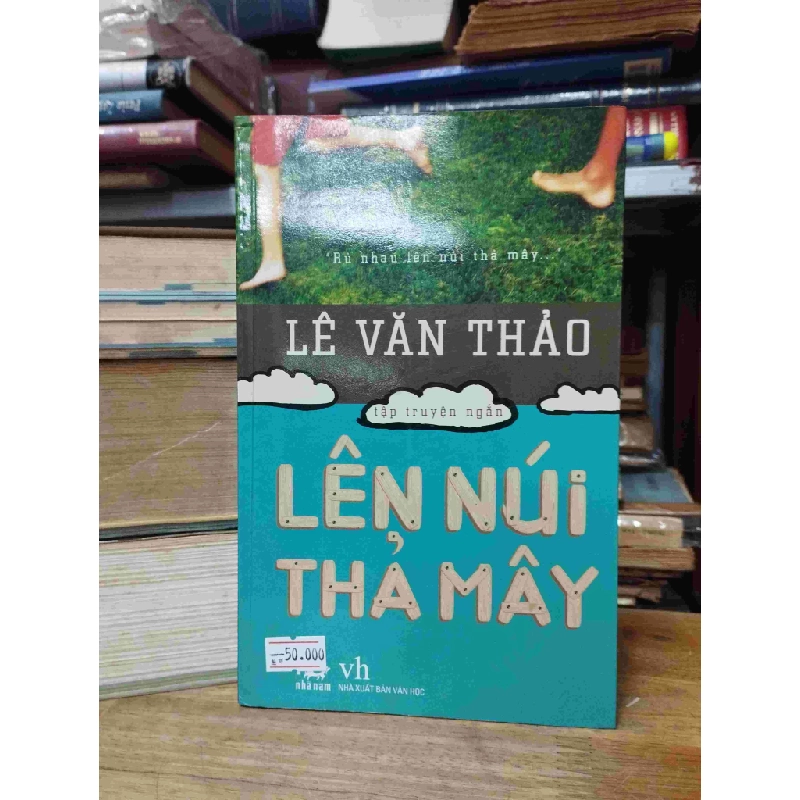 'Rủ nhau lên núi thả mây...'
LÊ VĂN THẢO
tập truyện ngắn
LÊN NÚI
THẢ MÂY
50.000
vh
nhã nam
NHÀ XUẤT BẢN VĂN HỌC